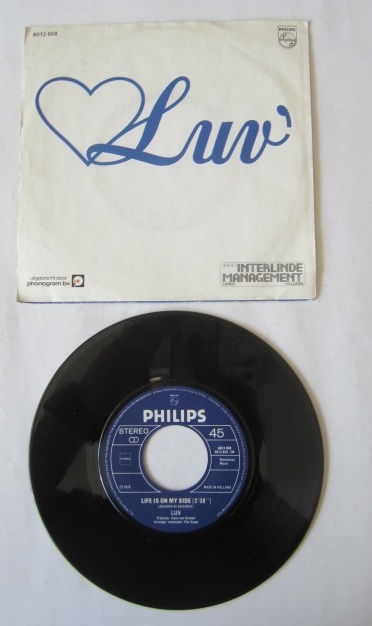 6012 858
PHILIPS
Luv'
uitgebracht door
phonogram bv
INTERLINDE
MANAGEMENT
PHILIPS
STEREO
45
MADE IN HOLLAND
LIFE IS ON MY SIDE (2'38'')
LUV